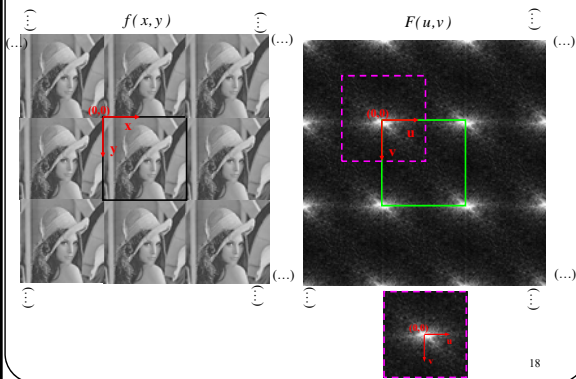 (...) (...) (...)
f(x,y) F(u,v)
(...) (...) (...)
(0,0) (0,0)
x u
y v
(...) (...)
(...) (...) (...)
(0,0)
u
v
18